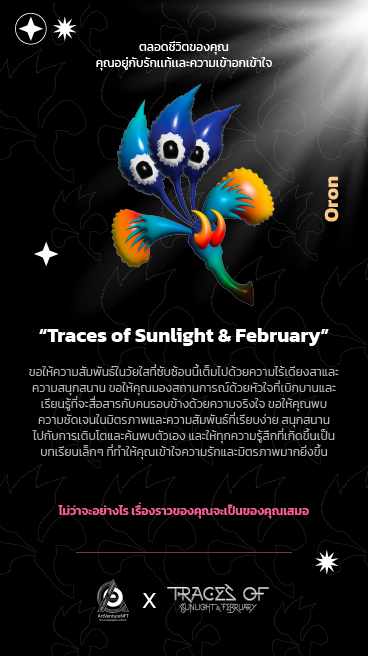 ตลอดชีวิตของคุณ
คุณอยู่กับรักแท้และความเข้าอกเข้าใจ
Oron
“Traces of Sunlight & February”
ขอให้ความสัมพันธ์ในวัยใสที่ซับซ้อนนี้เต็มไปด้วยความไร้เดียงสาและ
ความสนุกสนาน ขอให้คุณมองสถานการณ์ด้วยหัวใจที่เบิกบานและ
เรียนรู้ที่จะสื่อสารกับคนรอบข้างด้วยความจริงใจ ขอให้คุณพบ
ความชัดเจนในมิตรภาพและความสัมพันธ์ที่เรียบง่าย สนุกสนาน
ไปกับการเติบโตและค้นพบตัวเอง และให้ทุกความรู้สึกที่เกิดขึ้นเป็น
บทเรียนเล็กๆ ที่ทำให้คุณเข้าใจความรักและมิตรภาพมากยิ่งขึ้น
ไม่ว่าจะอย่างไร เรื่องราวของคุณจะเป็นของคุณเสมอ
ArtVentureNFT
X
TRACES OF
SUNLIGHT & FEBRUARY